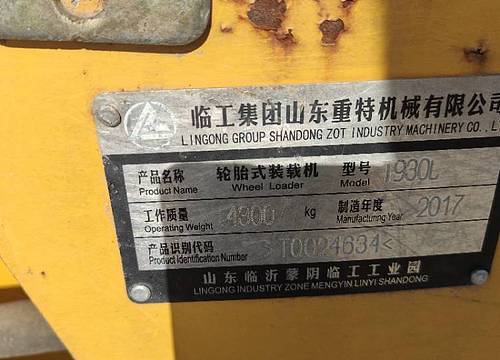 临工集团山东重特机械有限公司
LINGONG GROUP SHANDONG ZOT INDUSTRY MACHINERY CO., L
产品名称 轮胎式装载机 型号 T930L
Product Name Wheel Loader Model
工作质量 4300 kg 制造年度 2017
Operating Weight Manufacturing Year
产品识别代码 T0024634<
Product Identification Number
山东临沂蒙阴临工工业园
LINGONG INDUSTRY ZONE MENGYIN LINYI SHANDONG